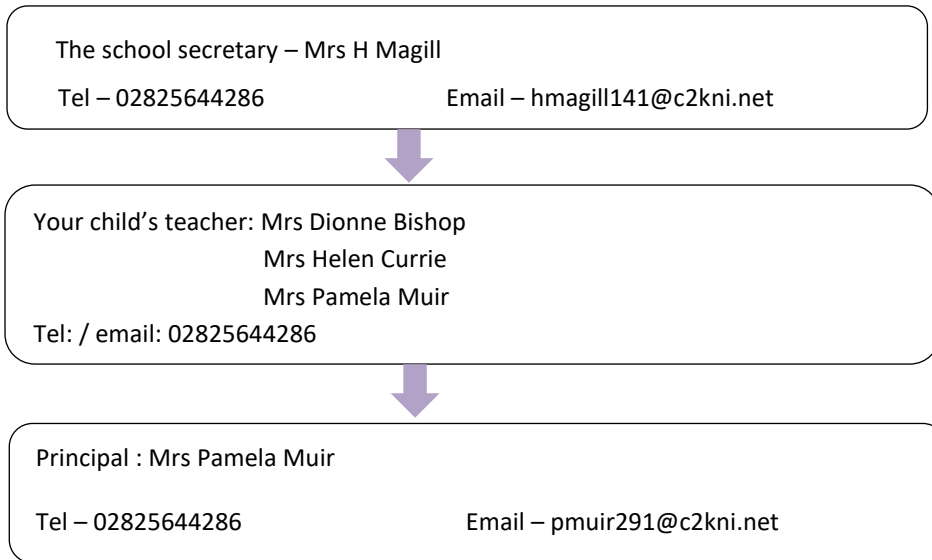 The school secretary – Mrs H Magill
Tel – 02825644286 Email – hmagill141@c2kni.net
Your child’s teacher: Mrs Dionne Bishop
Mrs Helen Currie
Mrs Pamela Muir
Tel: / email: 02825644286
Principal : Mrs Pamela Muir
Tel – 02825644286 Email – pmuir291@c2kni.net